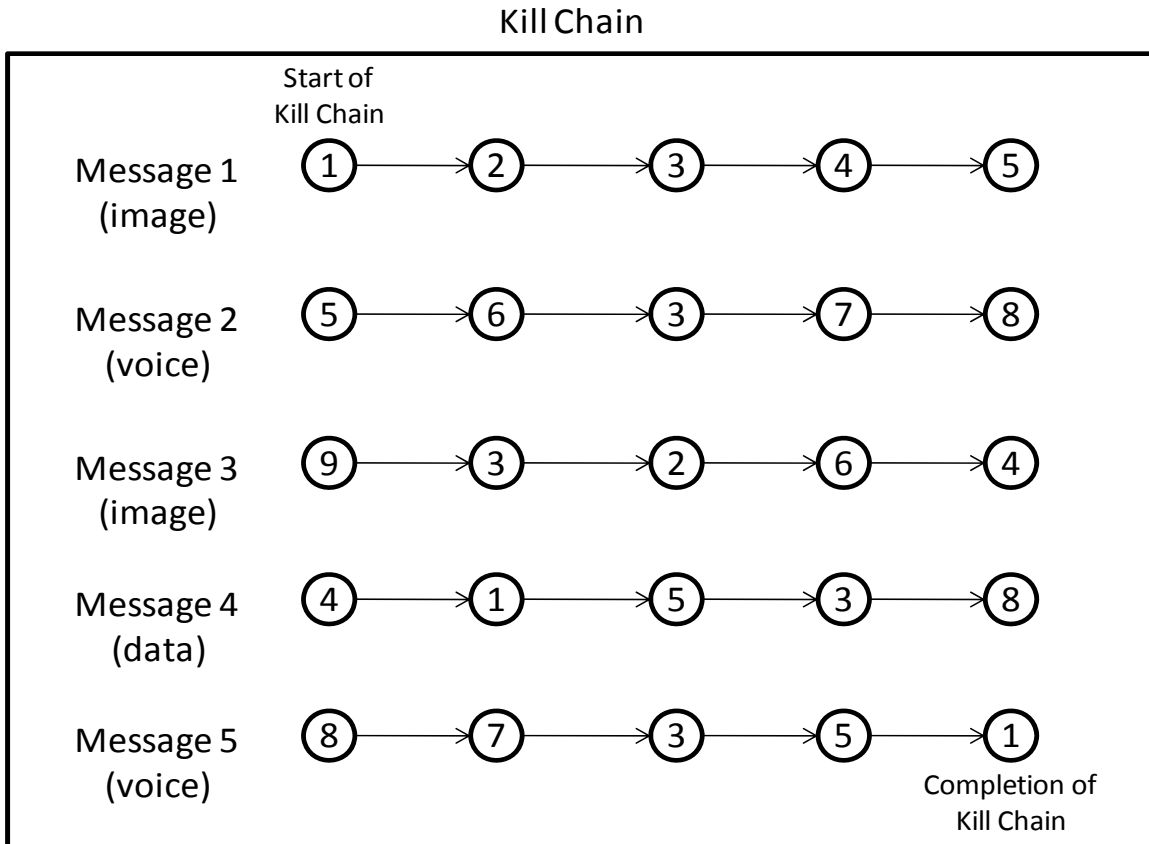 Kill Chain
Start of
Kill Chain
Message 1
(image)
1 2 3 4 5
Message 2
(voice)
5 6 3 7 8
Message 3
(image)
9 3 2 6 4
Message 4
(data)
4 1 5 3 8
Message 5
(voice)
8 7 3 5 1
Completion of
Kill Chain